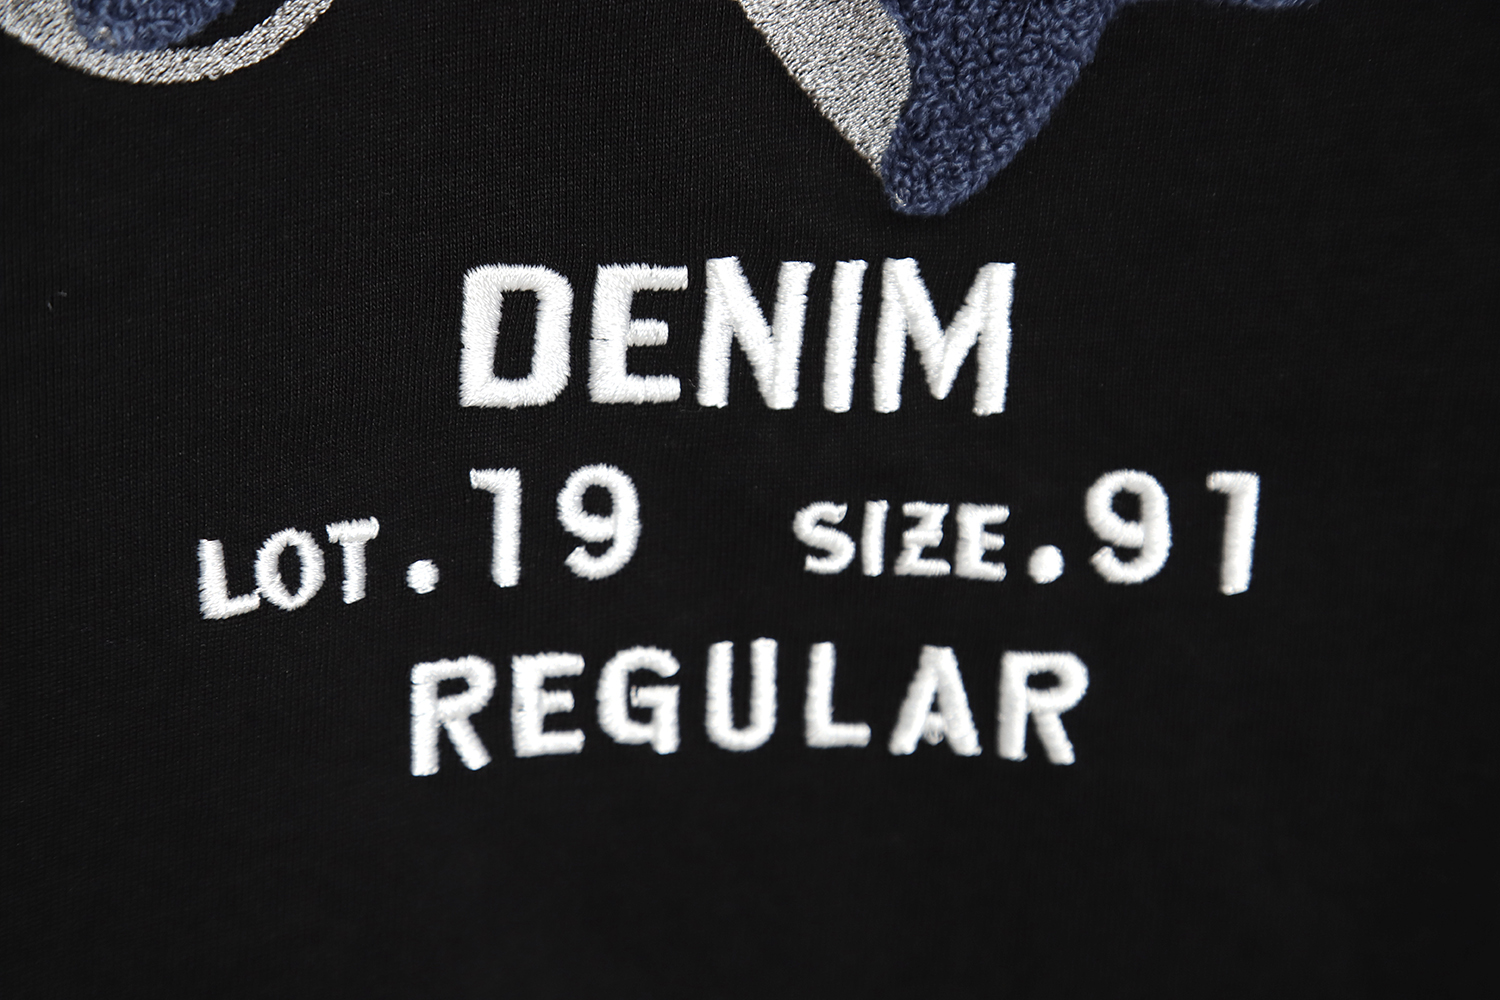 DENIM
LOT.19 SIZE.91
REGULAR